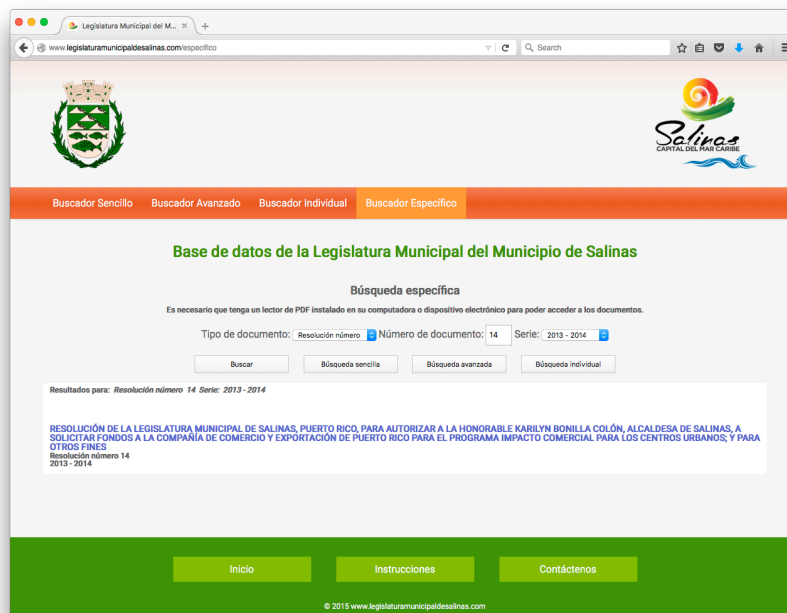 Legislatura Municipal del M... × +
www.legislaturamunicipaldesalinas.com/especifico
Search
Salinas
CAPITAL DEL MAR CARIBE
Buscador Sencillo Buscador Avanzado Buscador Individual Buscador Específico
Base de datos de la Legislatura Municipal del Municipio de Salinas
Búsqueda específica
Es necesario que tenga un lector de PDF instalado en su computadora o dispositivo electrónico para poder acceder a los documentos.
Tipo de documento: Resolución número Número de documento: 14 Serie: 2013 - 2014
Buscar Búsqueda sencilla Búsqueda avanzada Búsqueda individual
Resultados para: Resolución número 14 Serie: 2013 - 2014
RESOLUCIÓN DE LA LEGISLATURA MUNICIPAL DE SALINAS, PUERTO RICO, PARA AUTORIZAR A LA HONORABLE KARILYN BONILLA COLÓN, ALCALDESA DE SALINAS, A
SOLICITAR FONDOS A LA COMPAÑÍA DE COMERCIO Y EXPORTACIÓN DE PUERTO RICO PARA EL PROGRAMA IMPACTO COMERCIAL PARA LOS CENTROS URBANOS; Y PARA
OTROS FINES
Resolución número 14
2013 - 2014
Inicio Instrucciones Contáctenos
© 2015 www.legislaturamunicipaldesalinas.com